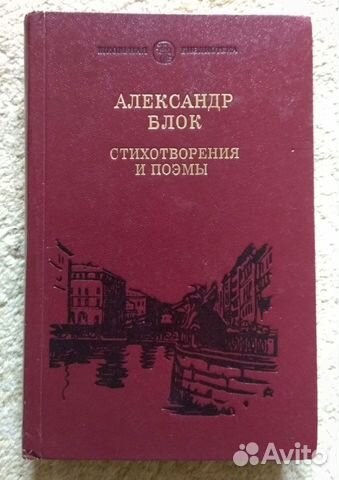 ШКОЛЬНАЯ БИБЛИОТЕКА
АЛЕКСАНДР
БЛОК
СТИХОТВОРЕНИЯ
И ПОЭМЫ
Avito